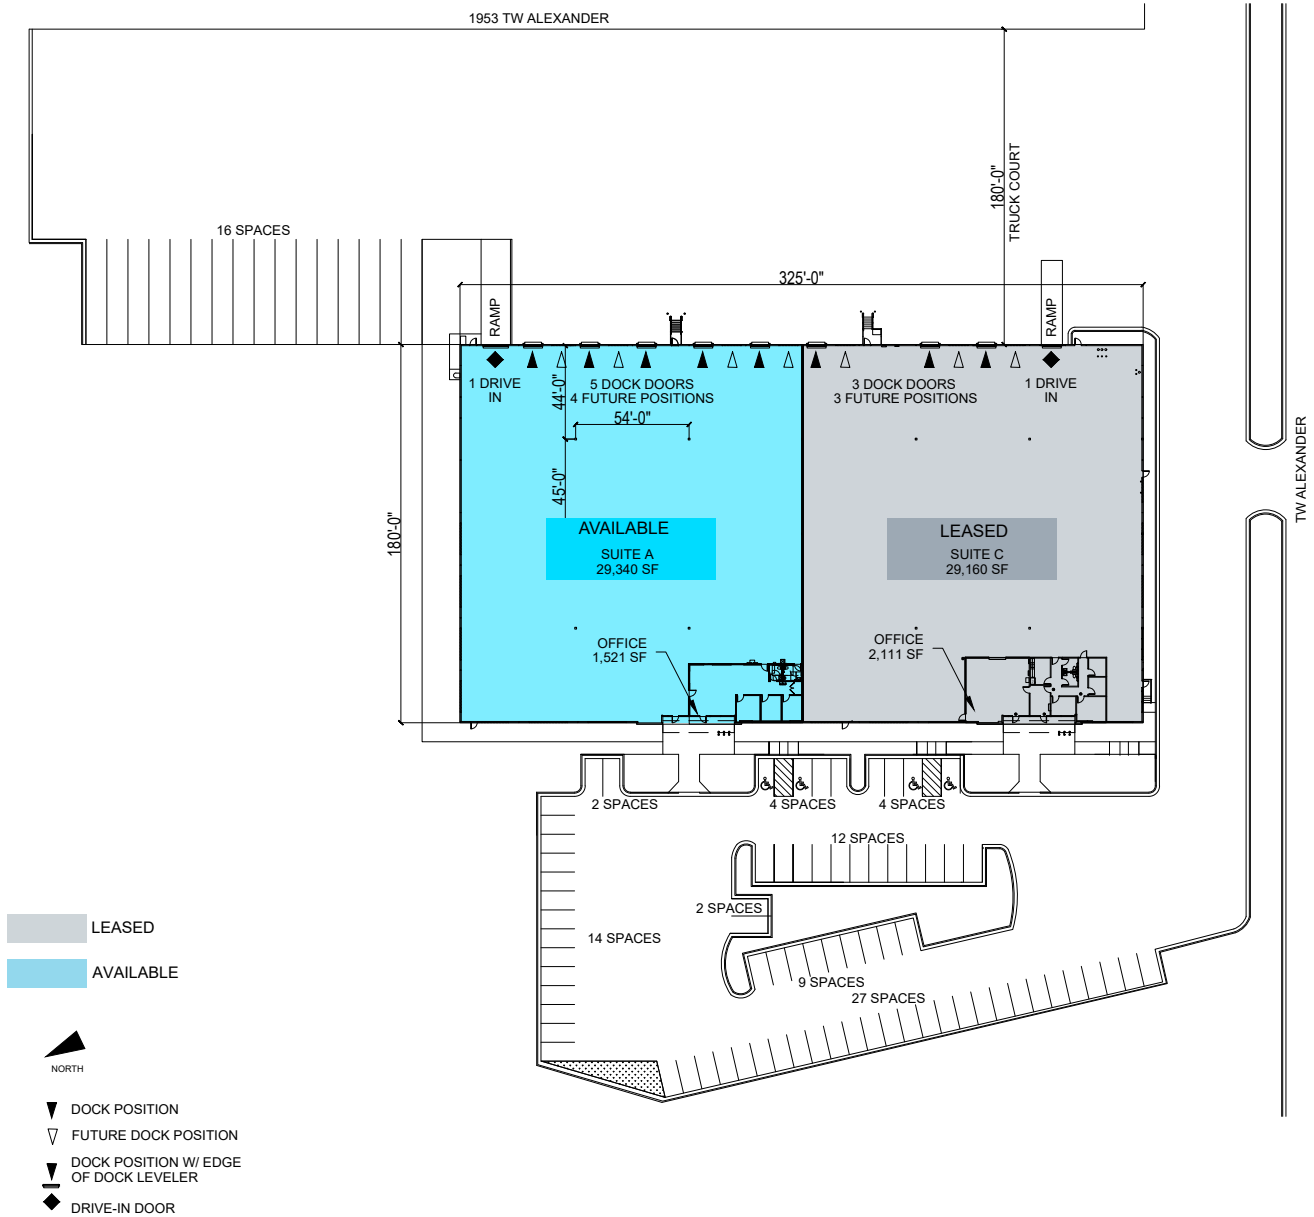 1953 TW ALEXANDER
180'-0"
TRUCK COURT
16 SPACES
325'-0"
RAMP
RAMP
1 DRIVE
IN
44'-0"
5 DOCK DOORS
4 FUTURE POSITIONS
54'-0"
3 DOCK DOORS
3 FUTURE POSITIONS
1 DRIVE
IN
TW ALEXANDER
45'-0"
180'-0"
AVAILABLE
SUITE A
29,340 SF
LEASED
SUITE C
29,160 SF
OFFICE
1,521 SF
OFFICE
2,111 SF
2 SPACES
4 SPACES
4 SPACES
12 SPACES
2 SPACES
14 SPACES
9 SPACES
27 SPACES
LEASED
AVAILABLE
NORTH
DOCK POSITION
FUTURE DOCK POSITION
DOCK POSITION W/ EDGE
OF DOCK LEVELER
DRIVE-IN DOOR